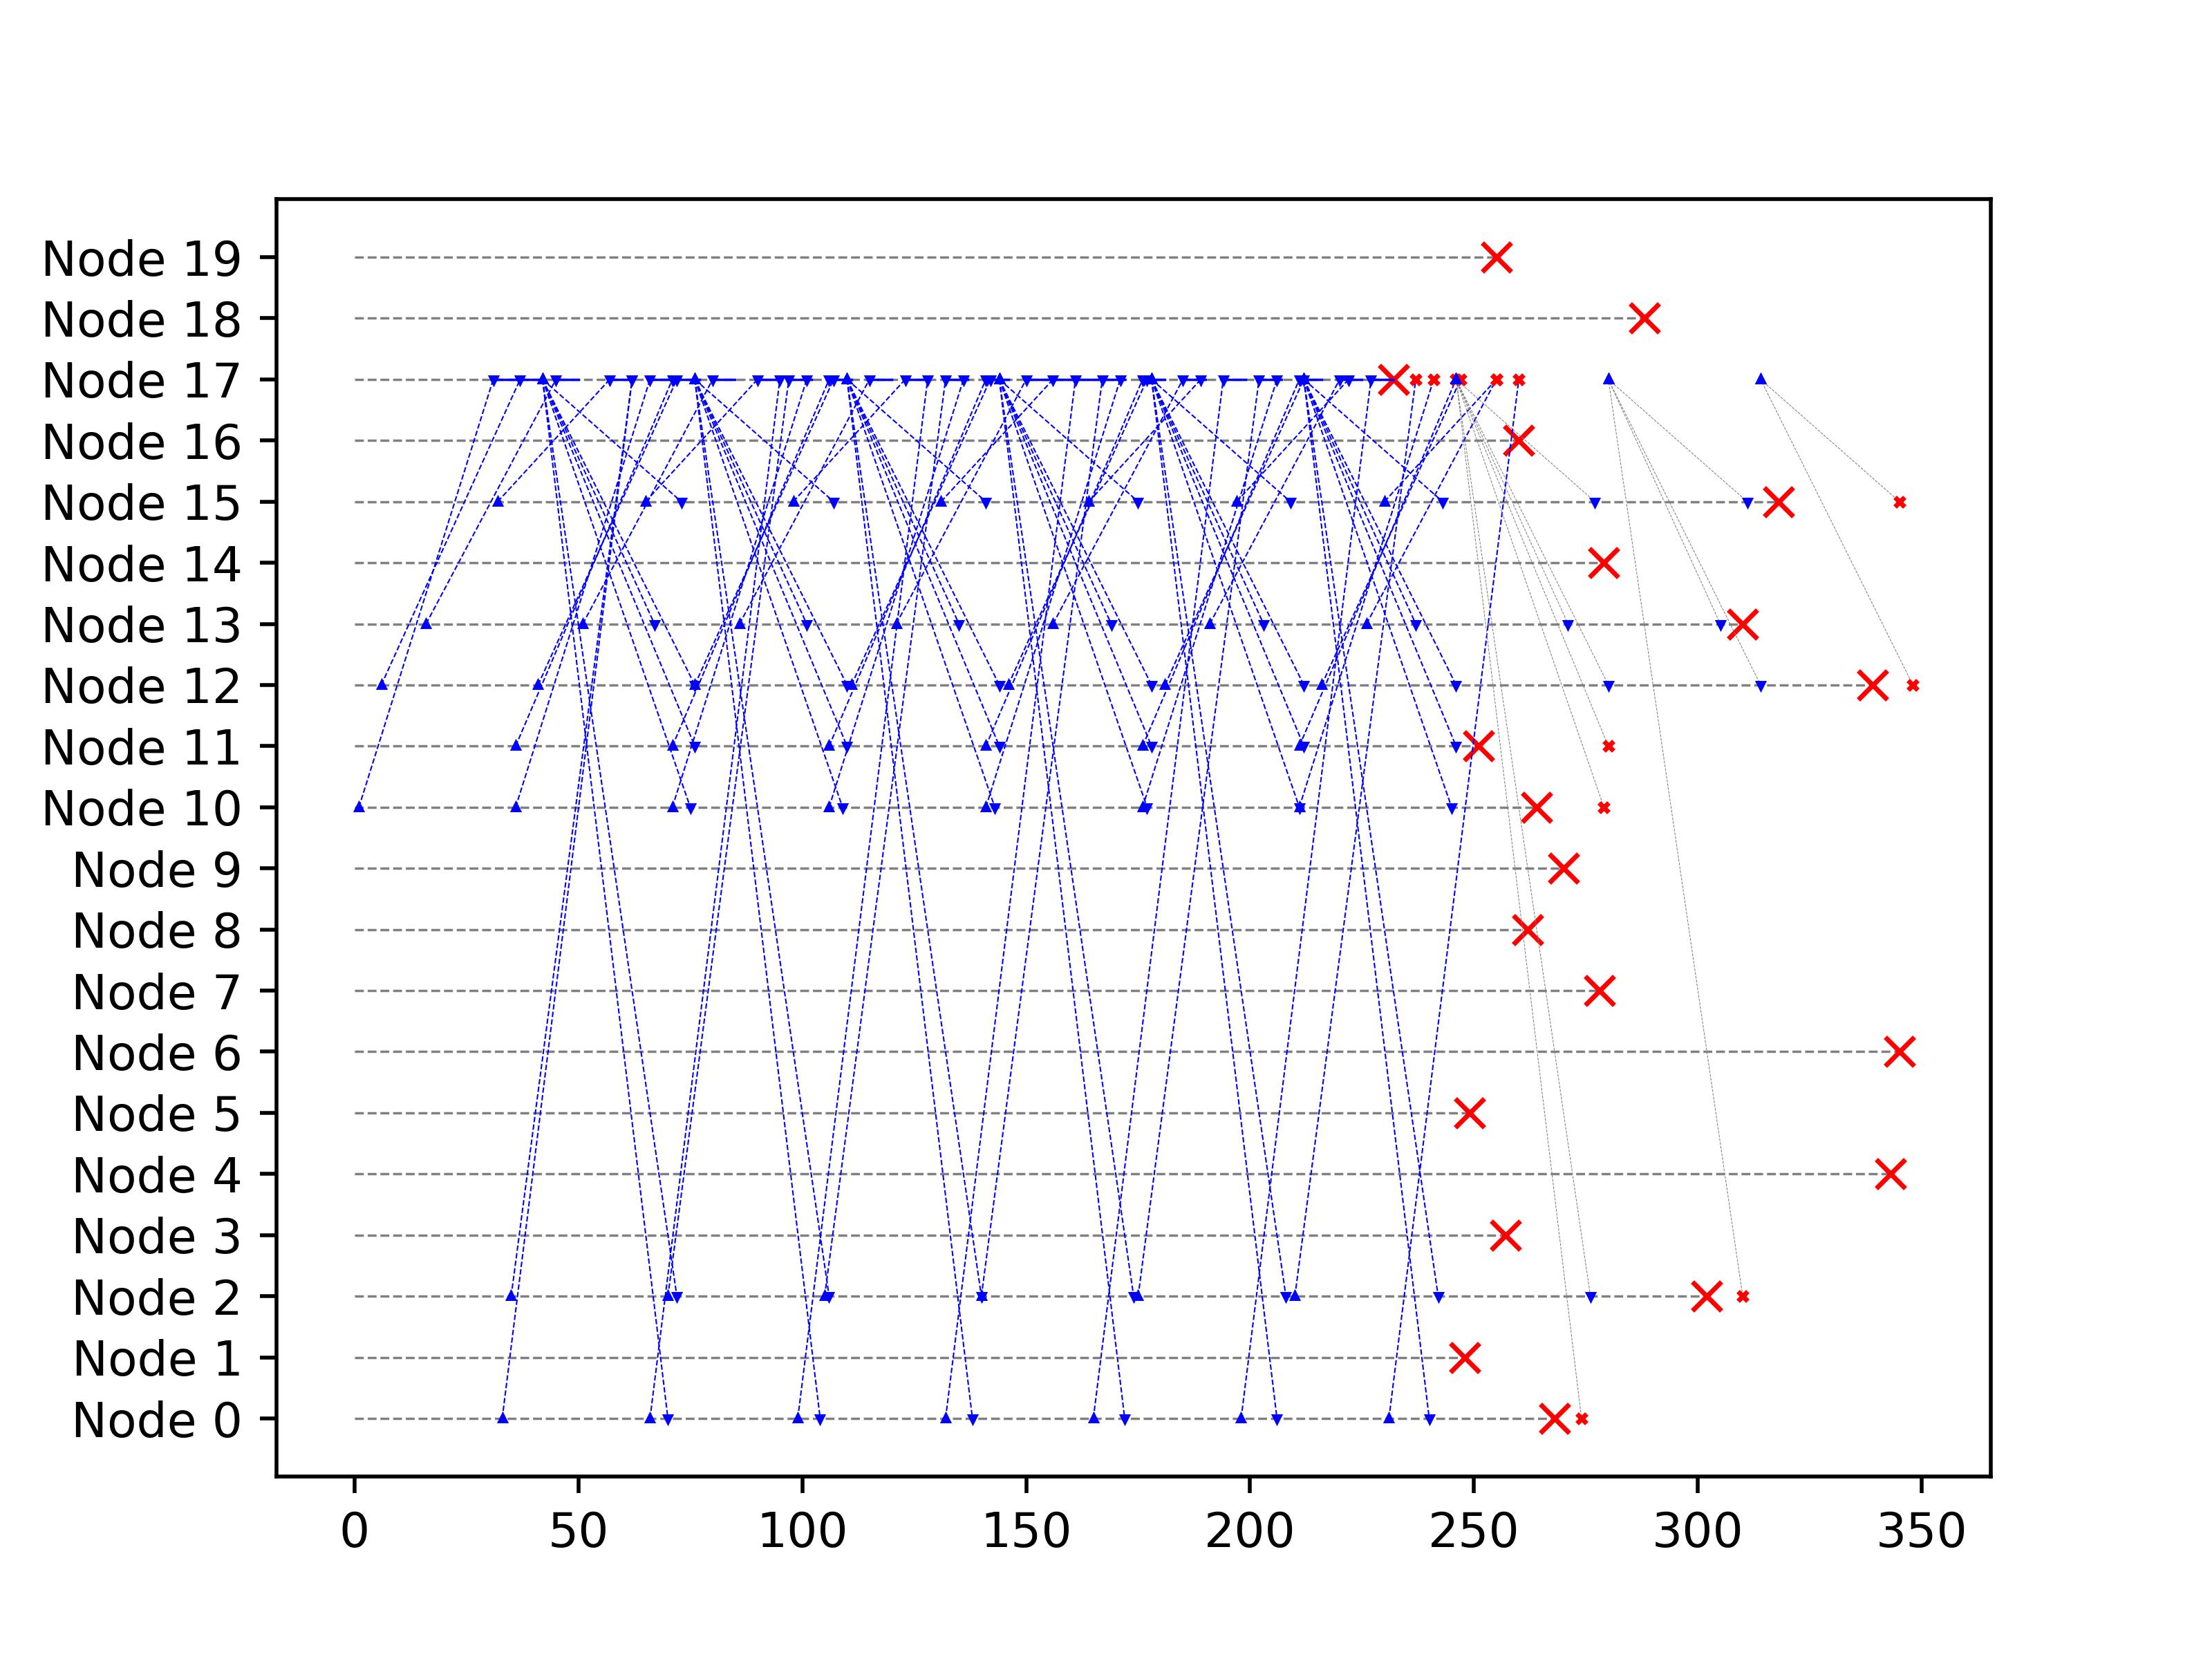 Node 19
Node 18
Node 17
Node 16
Node 15
Node 14
Node 13
Node 12
Node 11
Node 10
Node 9
Node 8
Node 7
Node 6
Node 5
Node 4
Node 3
Node 2
Node 1
Node 0
0 50 100 150 200 250 300 350